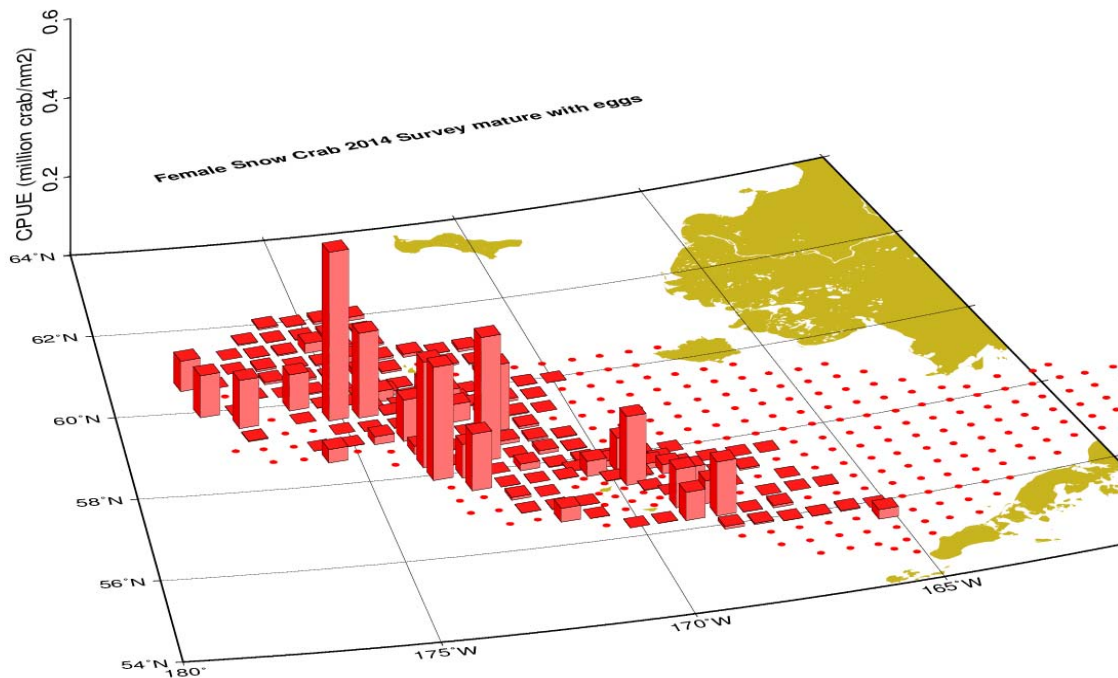 0.6
0.4
0.2
CPUE (million crab/nm2)
Female Snow Crab 2014 Survey mature with eggs
64°N
62°N
60°N
58°N
56°N
54°N
180°
175°W
170°W
165°W